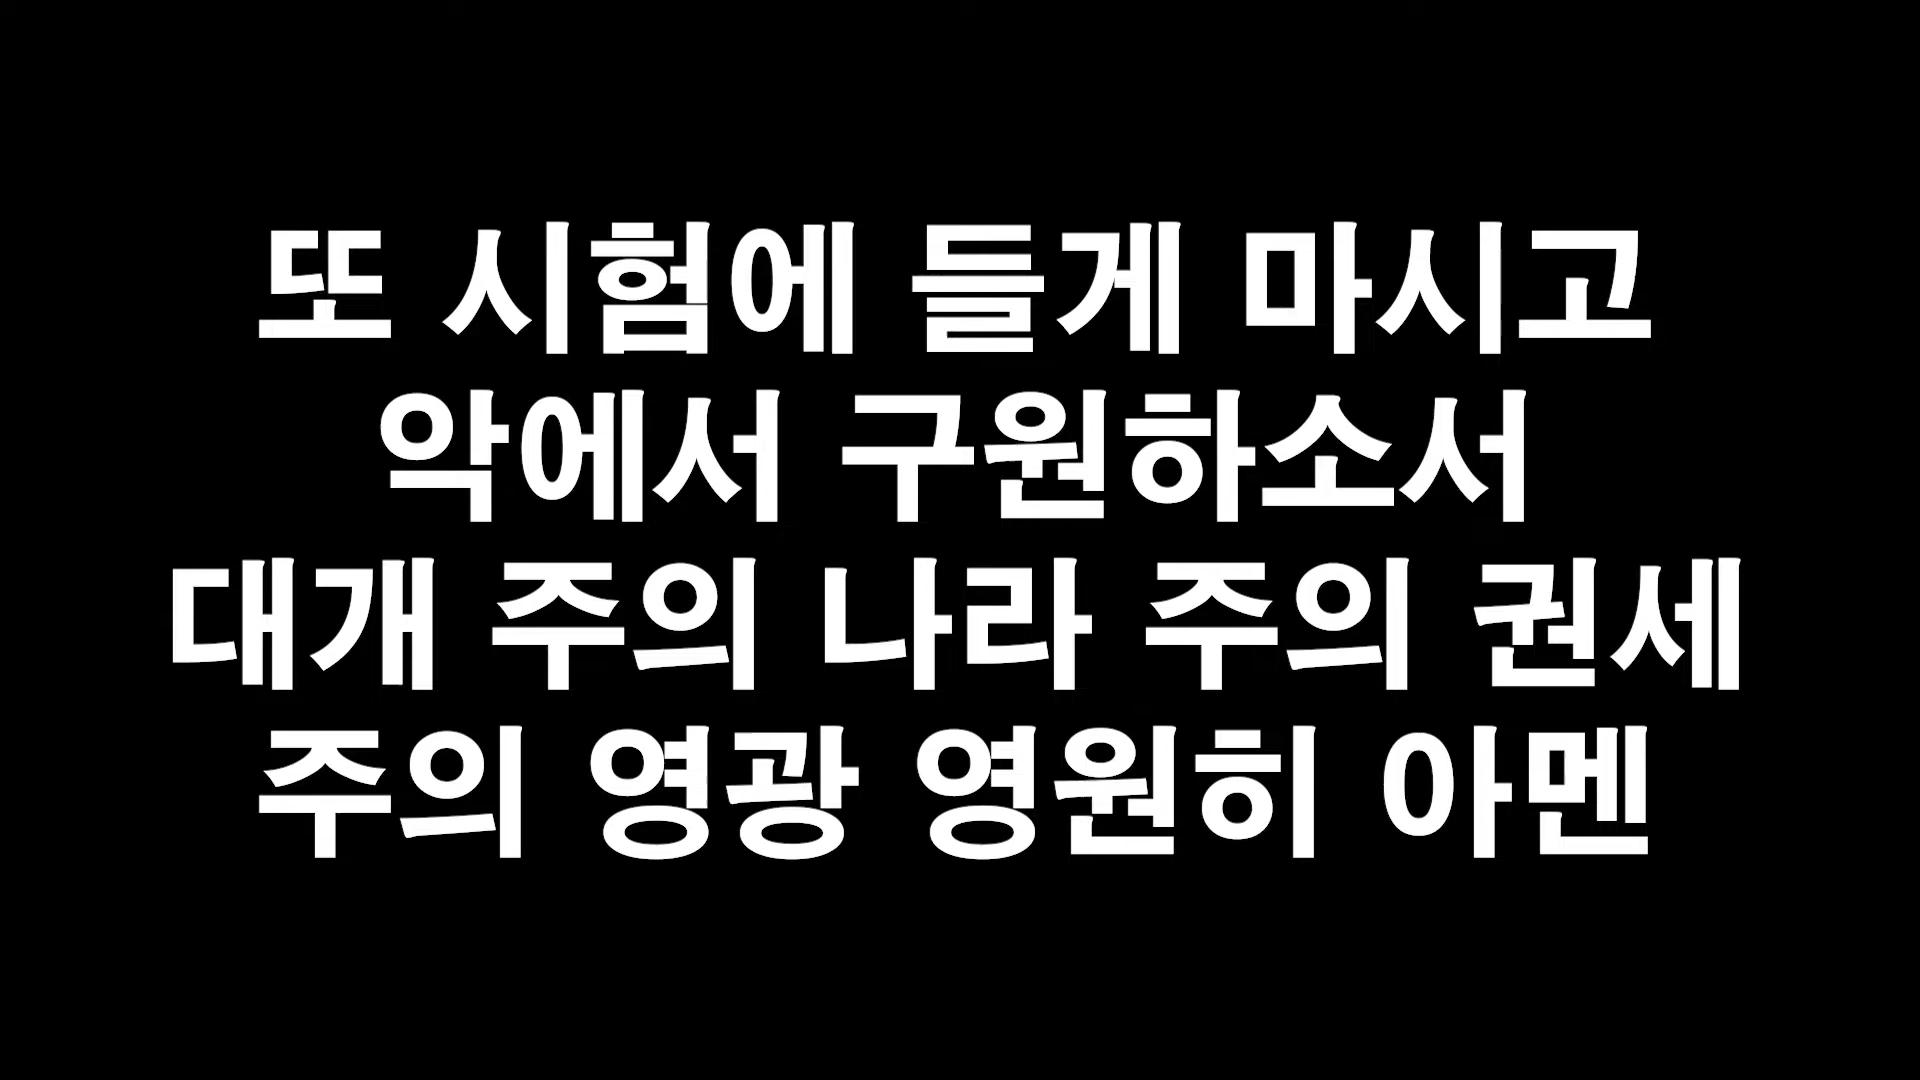 또 시험에 들게 마시고
악에서 구원하소서
대개 주의 나라 주의 권세
주의 영광 영원히 아멘